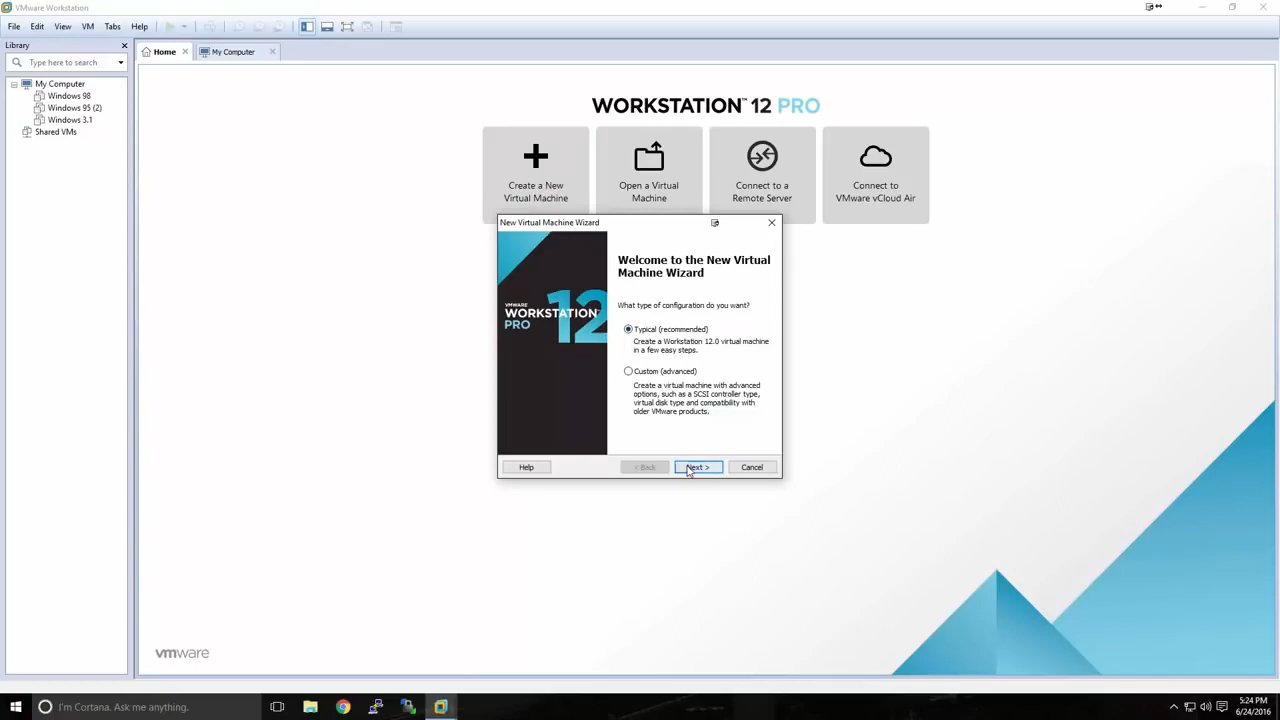 VMware Workstation
File Edit View VM Tabs Help
Library
Type here to search
My Computer
Windows 98
Windows 95 (2)
Windows 3.1
Shared VMs
Home
My Computer
WORKSTATION™ 12 PRO
Create a New
Virtual Machine
Open a Virtual
Machine
Connect to a
Remote Server
Connect to
VMware vCloud Air
New Virtual Machine Wizard
VMWARE
WORKSTATION™
PRO
12
Welcome to the New Virtual
Machine Wizard
What type of configuration do you want?
Typical (recommended)
Create a Workstation 12.0 virtual machine
in a few easy steps.
Custom (advanced)
Create a virtual machine with advanced
options, such as a SCSI controller type,
virtual disk type and compatibility with
older VMware products.
Help
< Back
Next >
Cancel
vmware
I'm Cortana. Ask me anything.
5:24 PM
6/24/2016